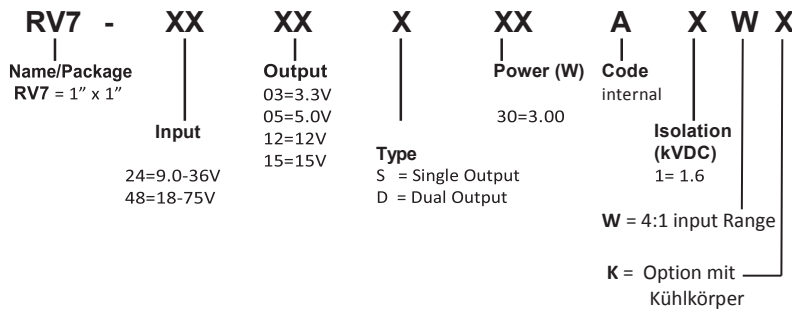 RV7 - XX XX X XX A X W X
Name/Package
RV7 = 1” x 1”
Input
24=9.0-36V
48=18-75V
Output
03=3.3V
05=5.0V
12=12V
15=15V
Type
S = Single Output
D = Dual Output
Power (W)
30=3.00
Code
internal
Isolation
(kVDC)
1= 1.6
W = 4:1 input Range
K = Option mit
Kühlkörper